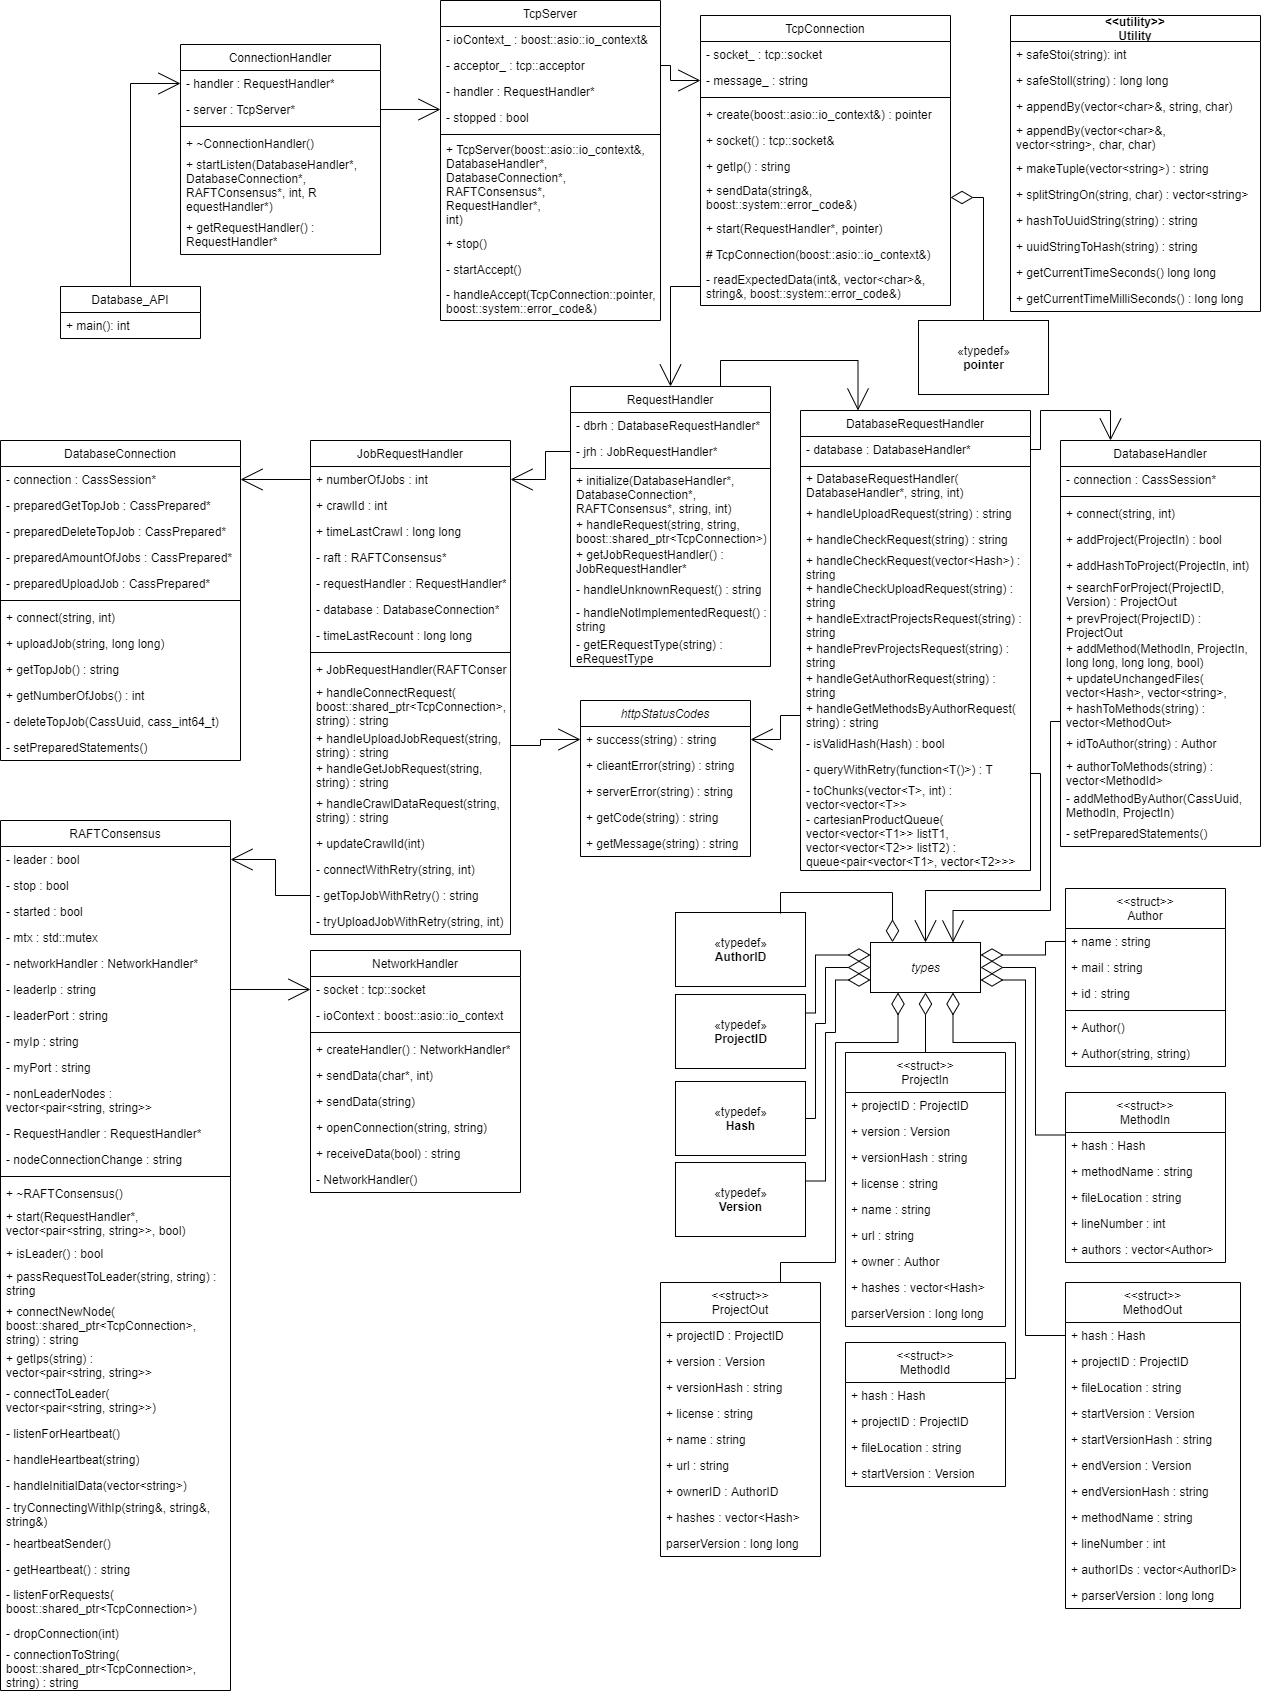 TcpServer
- ioContext_ : boost::asio::io_context&
- acceptor_ : tcp::acceptor
- handler : RequestHandler*
- stopped : bool
+ TcpServer(boost::asio::io_context&,
DatabaseHandler*,
DatabaseConnection*,
RAFTConsensus*,
RequestHandler*,
int)
+ stop()
- startAccept()
- handleAccept(TcpConnection::pointer,
boost::system::error_code&)
TcpConnection
- socket_ : tcp::socket
- message_ : string
+ create(boost::asio::io_context&) : pointer
+ socket() : tcp::socket&
+ getIp() : string
+ sendData(string&,
boost::system::error_code&)
+ start(RequestHandler*, pointer)
# TcpConnection(boost::asio::io_context&)
- readExpectedData(int&, vector<char>&,
string&, boost::system::error_code&)
<<utility>>
Utility
+ safeStoi(string): int
+ safeStoll(string) : long long
+ appendBy(vector<char>&, string, char)
+ appendBy(vector<char>&,
vector<string>, char, char)
+ makeTuple(vector<string>) : string
+ splitStringOn(string, char) : vector<string>
+ hashToUuidString(string) : string
+ uuidStringToHash(string) : string
+ getCurrentTimeSeconds() long long
+ getCurrentTimeMilliSeconds() : long long
ConnectionHandler
- handler : RequestHandler*
- server : TcpServer*
+ ~ConnectionHandler()
+ startListen(DatabaseHandler*,
DatabaseConnection*,
RAFTConsensus*, int, R
equestHandler*)
+ getRequestHandler() :
RequestHandler*
Database_API
+ main(): int
«typedef»
pointer
RequestHandler
- dbrh : DatabaseRequestHandler*
- jrh : JobRequestHandler*
+ initialize(DatabaseHandler*,
DatabaseConnection*,
RAFTConsensus*, string, int)
+ handleRequest(string, string,
boost::shared_ptr<TcpConnection>)
+ getJobRequestHandler() :
JobRequestHandler*
- handleUnknownRequest() : string
- handleNotImplementedRequest() :
string
- getERequestType(string) :
eRequestType
DatabaseRequestHandler
- database : DatabaseHandler*
+ DatabaseRequestHandler(
DatabaseHandler*, string, int)
+ handleUploadRequest(string) : string
+ handleCheckRequest(string) : string
+ handleCheckRequest(vector<Hash>) :
string
+ handleCheckUploadRequest(string) :
string
+ handleExtractProjectsRequest(string) :
string
+ handlePrevProjectsRequest(string) :
string
+ handleGetAuthorRequest(string) :
string
+ handleGetMethodsByAuthorRequest(
string) : string
- isValidHash(Hash) : bool
- queryWithRetry(function<T()>) : T
- toChunks(vector<T>, int) :
vector<vector<T>>
- cartesianProductQueue(
vector<vector<T1>> listT1,
vector<vector<T2>> listT2) :
queue<pair<vector<T1>, vector<T2>>>
DatabaseHandler
- connection : CassSession*
+ connect(string, int)
+ addProject(ProjectIn) : bool
+ addHashToProject(ProjectIn, int)
+ searchForProject(ProjectID,
Version) : ProjectOut
+ prevProject(ProjectID) :
ProjectOut
+ addMethod(MethodIn, ProjectIn,
long long, long long, bool)
+ updateUnchangedFiles(
vector<Hash>, vector<string>,
+ hashToMethods(string) :
vector<MethodOut>
+ idToAuthor(string) : Author
+ authorToMethods(string) :
vector<MethodId>
- addMethodByAuthor(CassUuid,
MethodIn, ProjectIn)
- setPreparedStatements()
DatabaseConnection
- connection : CassSession*
- preparedGetTopJob : CassPrepared*
- preparedDeleteTopJob : CassPrepared*
- preparedAmountOfJobs : CassPrepared*
- preparedUploadJob : CassPrepared*
+ connect(string, int)
+ uploadJob(string, long long)
+ getTopJob() : string
+ getNumberOfJobs() : int
- deleteTopJob(CassUuid, cass_int64_t)
- setPreparedStatements()
JobRequestHandler
+ numberOfJobs : int
+ crawlId : int
+ timeLastCrawl : long long
- raft : RAFTConsensus*
- requestHandler : RequestHandler*
- database : DatabaseConnection*
- timeLastRecount : long long
+ JobRequestHandler(RAFTConser
+ handleConnectRequest(
boost::shared_ptr<TcpConnection>,
string) : string
+ handleUploadJobRequest(string,
string) : string
+ handleGetJobRequest(string,
string) : string
+ handleCrawlDataRequest(string,
string) : string
+ updateCrawlId(int)
- connectWithRetry(string, int)
- getTopJobWithRetry() : string
- tryUploadJobWithRetry(string, int)
httpStatusCodes
+ success(string) : string
+ clieantError(string) : string
+ serverError(string) : string
+ getCode(string) : string
+ getMessage(string) : string
RAFTConsensus
- leader : bool
- stop : bool
- started : bool
- mtx : std::mutex
- networkHandler : NetworkHandler*
- leaderIp : string
- leaderPort : string
- myIp : string
- myPort : string
- nonLeaderNodes :
vector<pair<string, string>>
- RequestHandler : RequestHandler*
- nodeConnectionChange : string
+ ~RAFTConsensus()
+ start(RequestHandler*,
vector<pair<string, string>>, bool)
+ isLeader() : bool
+ passRequestToLeader(string, string) :
string
+ connectNewNode(
boost::shared_ptr<TcpConnection>,
string) : string
+ getIps(string) :
vector<pair<string, string>>
- connectToLeader(
vector<pair<string, string>>)
- listenForHeartbeat()
- handleHeartbeat(string)
- handleInitialData(vector<string>)
- tryConnectingWithIp(string&, string&,
string&)
- heartbeatSender()
- getHeartbeat() : string
- listenForRequests(
boost::shared_ptr<TcpConnection>)
- dropConnection(int)
- connectionToString(
boost::shared_ptr<TcpConnection>,
string) : string
NetworkHandler
- socket : tcp::socket
- ioContext : boost::asio::io_context
+ createHandler() : NetworkHandler*
+ sendData(char*, int)
+ sendData(string)
+ openConnection(string, string)
+ receiveData(bool) : string
- NetworkHandler()
«typedef»
AuthorID
«typedef»
ProjectID
«typedef»
Hash
«typedef»
Version
types
<<struct>>
Author
+ name : string
+ mail : string
+ id : string
+ Author()
+ Author(string, string)
<<struct>>
ProjectIn
+ projectID : ProjectID
+ version : Version
+ versionHash : string
+ license : string
+ name : string
+ url : string
+ owner : Author
+ hashes : vector<Hash>
parserVersion : long long
<<struct>>
MethodIn
+ hash : Hash
+ methodName : string
+ fileLocation : string
+ lineNumber : int
+ authors : vector<Author>
<<struct>>
ProjectOut
+ projectID : ProjectID
+ version : Version
+ versionHash : string
+ license : string
+ name : string
+ url : string
+ ownerID : AuthorID
+ hashes : vector<Hash>
parserVersion : long long
<<struct>>
MethodId
+ hash : Hash
+ projectID : ProjectID
+ fileLocation : string
+ startVersion : Version
<<struct>>
MethodOut
+ hash : Hash
+ projectID : ProjectID
+ fileLocation : string
+ startVersion : Version
+ startVersionHash : string
+ endVersion : Version
+ endVersionHash : string
+ methodName : string
+ lineNumber : int
+ authorIDs : vector<AuthorID>
+ parserVersion : long long